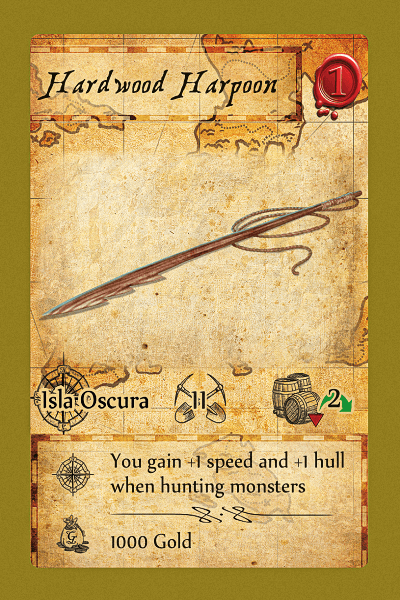 Hardwood Harpoon
1
Isla Oscura
11
2
You gain +1 speed and +1 hull
when hunting monsters
1000 Gold